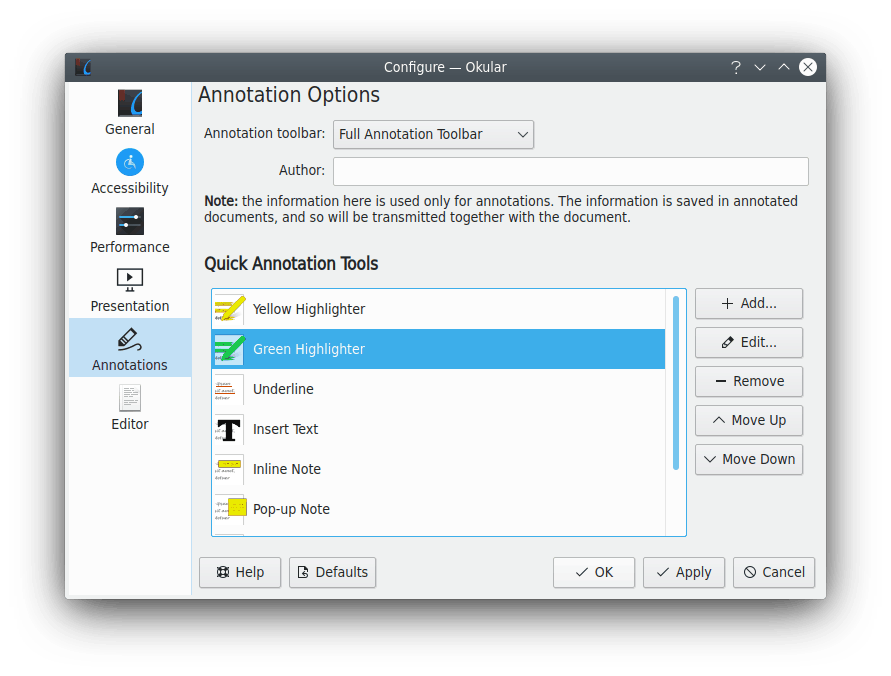 Configure — Okular
General
Accessibility
Performance
Presentation
Annotations
Editor
Annotation Options
Annotation toolbar: Full Annotation Toolbar
Author:
Note: the information here is used only for annotations. The information is saved in annotated
documents, and so will be transmitted together with the document.
Quick Annotation Tools
Yellow Highlighter
Green Highlighter
Underline
Insert Text
Inline Note
Pop-up Note
Add...
Edit...
Remove
Move Up
Move Down
Help
Defaults
OK
Apply
Cancel